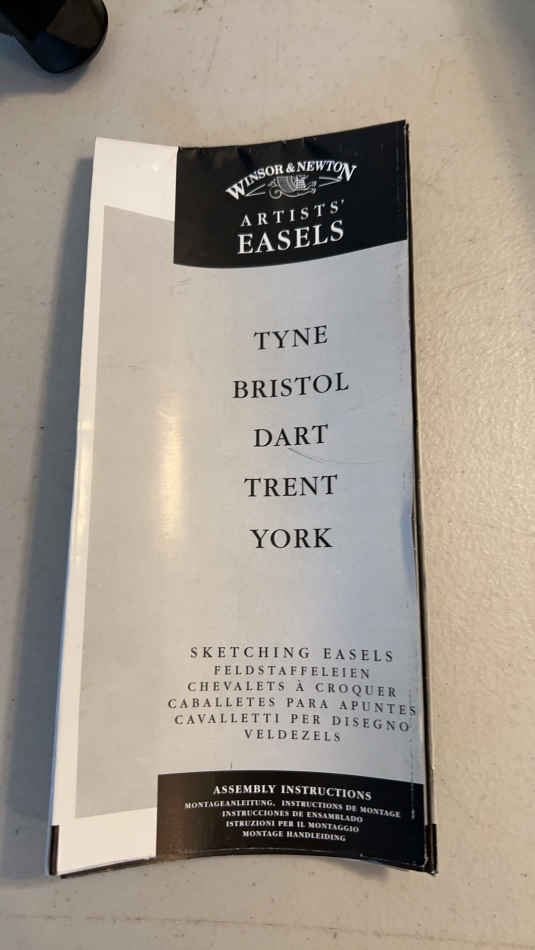 WINSOR & NEWTON
ARTISTS'
EASELS
TYNE
BRISTOL
DART
TRENT
YORK
SKETCHING EASELS
FELDSTAFFELEIEN
CHEVALETS À CROQUER
CABALLETES PARA APUNTES
CAVALLETTI PER DISEGNO
VELDEZELS
ASSEMBLY INSTRUCTIONS
MONTAGEANLEITUNG, INSTRUCTIONS DE MONTAGE
INSTRUCCIONES DE ENSAMBLADO
ISTRUZIONI PER IL MONTAGGIO
MONTAGE HANDLEIDING